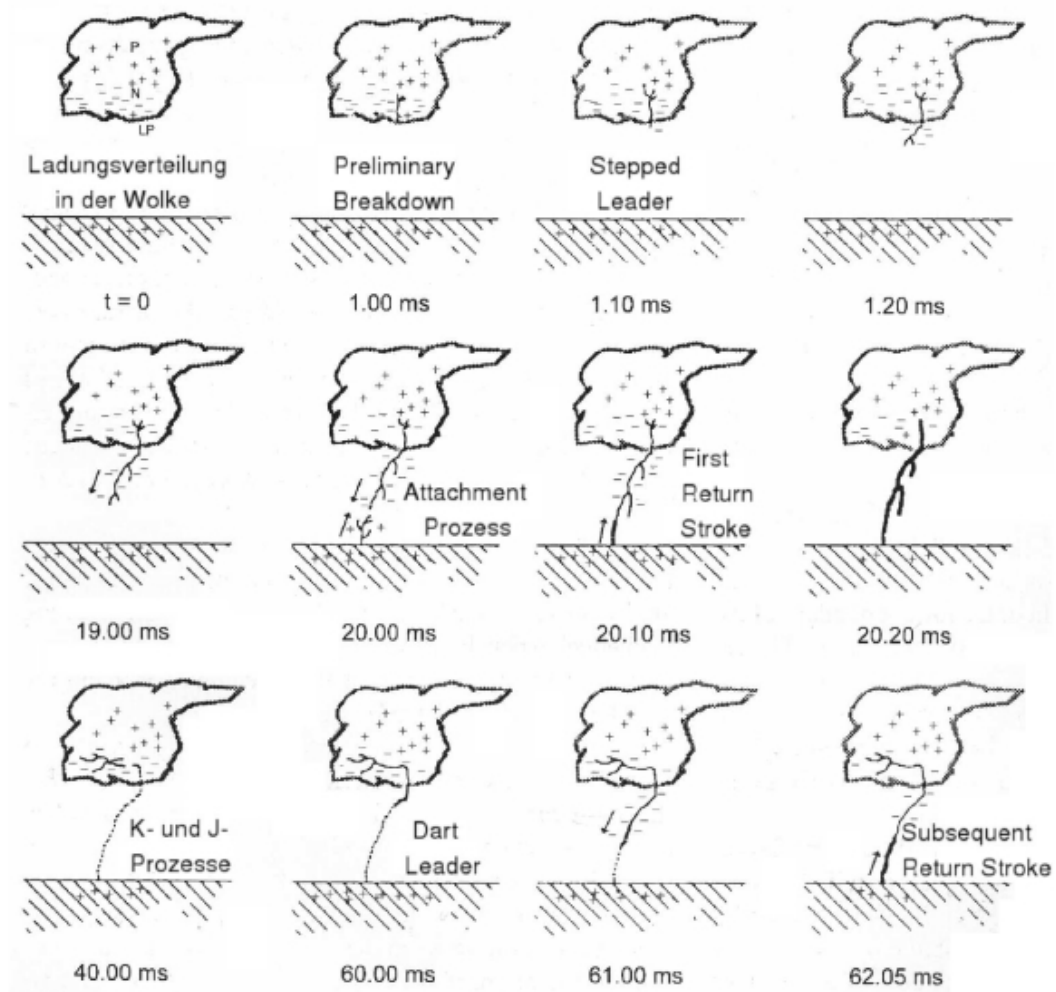 P
N
LP
Ladungsverteilung
in der Wolke
Preliminary
Breakdown
Stepped
Leader
t = 0
1.00 ms
1.10 ms
1.20 ms
Attachment
Prozess
First
Return
Stroke
19.00 ms
20.00 ms
20.10 ms
20.20 ms
K- und J-
Prozesse
Dart
Leader
Subsequent
Return Stroke
40.00 ms
60.00 ms
61.00 ms
62.05 ms